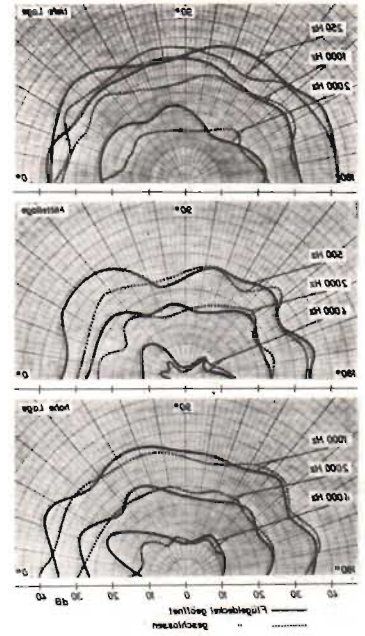 tiefe Lage
90°
250 Hz
1000 Hz
2000 Hz
0°
180°
Mittellage
90°
500 Hz
2000 Hz
4000 Hz
0°
180°
hohe Lage
90°
1000 Hz
2000 Hz
4000 Hz
0°
180°
40 30 20 10 0 10 20 30 40
dB
Flügeldeckel geöffnet
" geschlossen